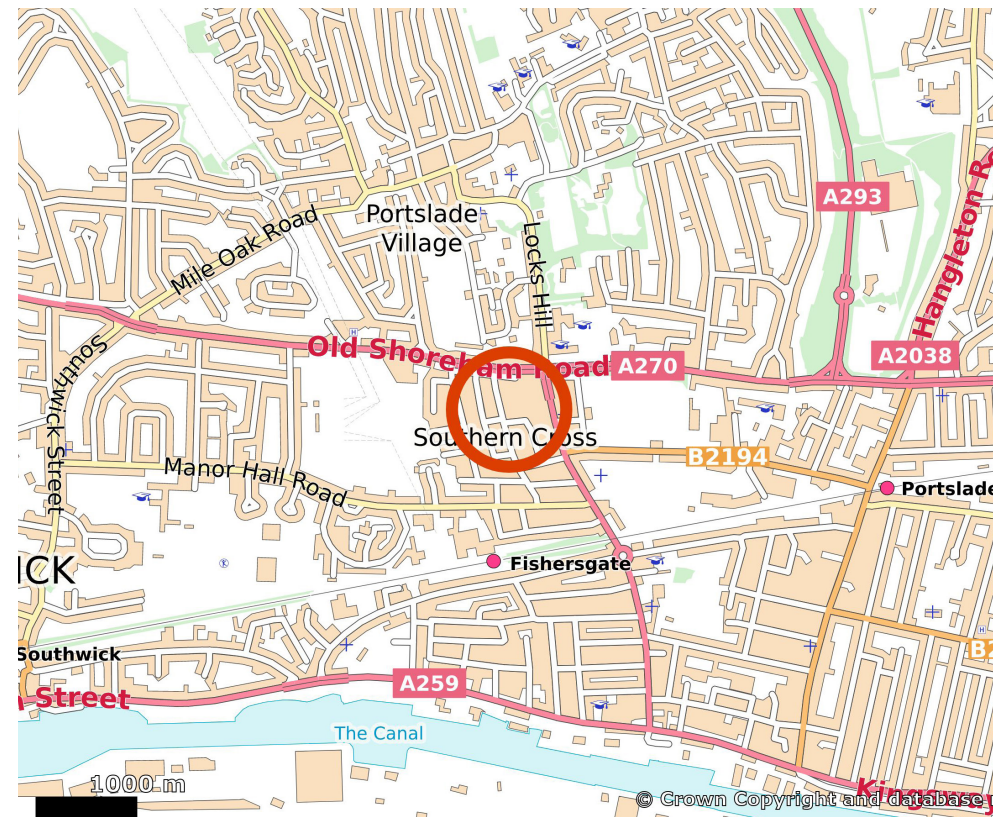 A293
Hangleton R
Portslade
Village
Mile Oak Road
Locks Hill
Old Shoreham Road
A270
A2038
Southwick Street
Southern Cross
B2194
Manor Hall Road
Portslade
Fishersgate
ICK
Southwick
Street
A259
The Canal
1000 m
Kingsway
© Crown Copyright and database